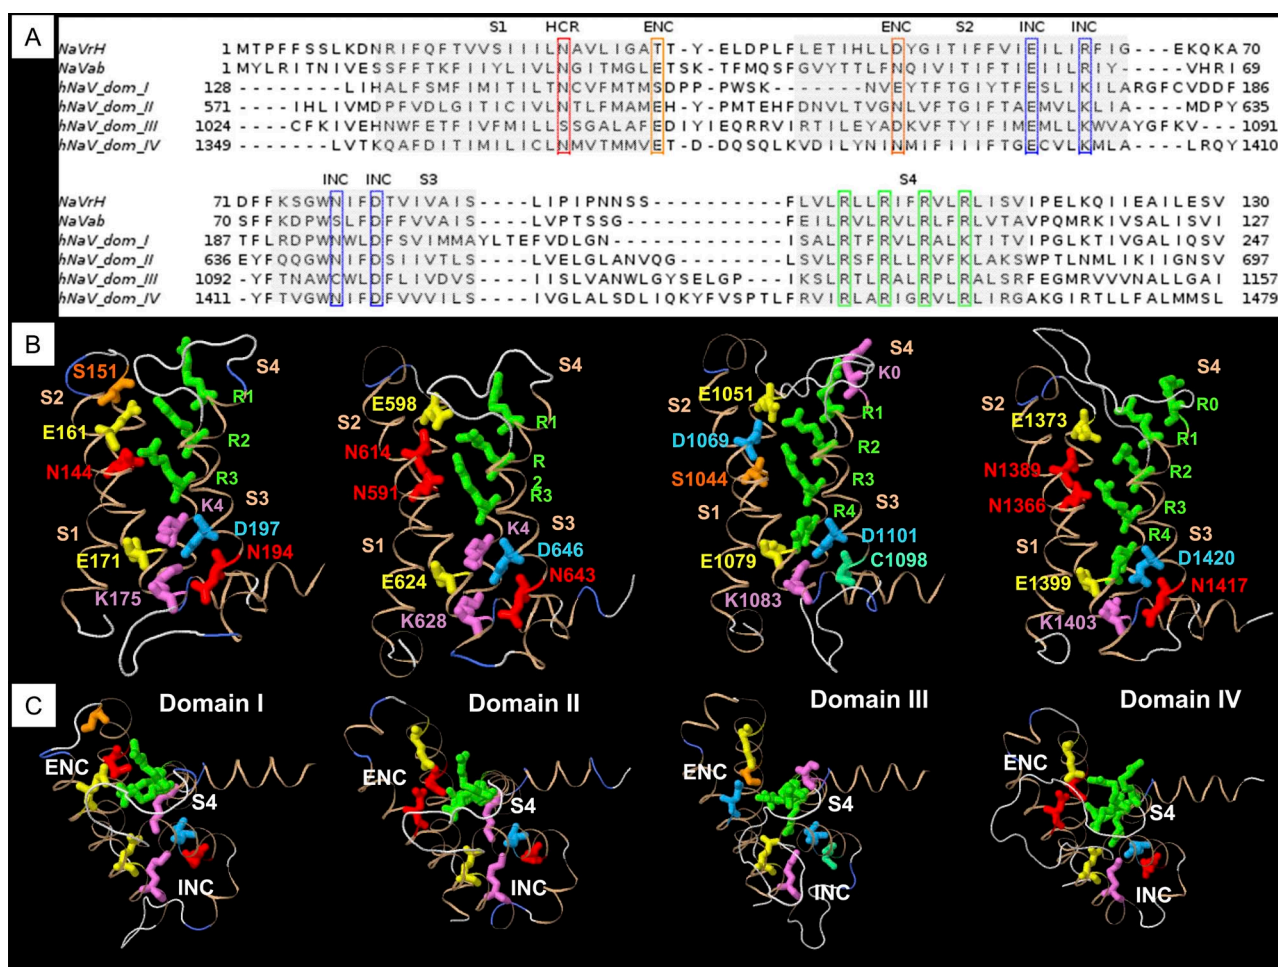 A
S1 HCR ENC ENC S2 INC INC
NaVrH 1 MTPFFSSLKDNRIFQFTVVSIIILNAVLIGATT-Y-ELDPLFLETIHLLDYGITIFFVIEILIRFIG---EKQKA 70
NaVab 1 MYLRITNIVESSFFTKFIIYLIVLNGITMGLETSK-TFMQSFGVYTTLFNQIVITIFTIEIILRIY-----VHRI 69
hNaV_dom_I 128 --------LIHALFSMFIMITILTNCVFMTMSDPP-PWSK-----NVEYTFTGIYTFESLIKILARGFCVDDF 186
hNaV_dom_II 571 --IHLIVMDPFVDLGITICIVLNTLFMAMEH-YPMTEHFDNVLTVGNLVFTGIFTAEMVLKLIA---MDPY 635
hNaV_dom_III 1024 ----CFKIVEHNWFETFIVFMILLSSGALAFEDIYIEQRRVIRTILEYADKVFTYIFIMEMLLKWVAYGFKV--- 1091
hNaV_dom_IV 1349 -------LVTKQAFDITIMILICLNMVTMMVET-D-DQSQLKVDILYNINMIFIIIFTGECVLKMLA---LRQY 1410
INC INC S3 S4
NaVrH 71 DFFKSGWNIFDTVIVAIS----LIPIPNNSS-----------FLVLRLLRIFRVLRLISVIPELKQIIEAILESV 130
NaVab 70 SFFKDPWSLFDFFVVAIS----LVPTSSG-------------FEILRVLRVLRLFRLVTAVPQMRKIVSALISVI 127
hNaV_dom_I 187 TFLRDPWNWLDFSVIMMAYLTEFVDLGN--------------ISALRTFRVLRALKTITVIPGLKTIVGALIQSV 247
hNaV_dom_II 636 EYFQQGWNIFDSIIVTLS----LVELGLANVQG---------LSVLRSFRLLRVFKLAKSWPTLNMLIKIIGNSV 697
hNaV_dom_III 1092 -YFTNAWCWLDFLIVDVS----IISLVANWLGYSELGP----IKSLRTLRALRPLRALSRFEGMRVVVNALLGAI 1157
hNaV_dom_IV 1411 -YFTVGWNIFDFVVVILS----IVGLALSDLIQKYFVSPTLFRVIRLARIGRVLRLIRGAKGIRTLLFALMMSL 1479
B
S151 S4 S2 R1 E161 R2 N144 R3 K4 S3 S1 D197 E171 N194 K175
E598 S4 S2 R1 N614 R2 N591 R3 K4 S3 S1 D646 E624 N643 K628
S4 K0 E1051 S2 R1 D1069 R2 S1044 R3 S3 S1 R4 D1101 E1079 C1098 K1083
S4 S2 R0 E1373 R1 N1389 R2 N1366 R3 S3 S1 R4 D1420 E1399 N1417 K1403
C
Domain I Domain II Domain III Domain IV
ENC S4 INC
ENC S4 INC
ENC S4 INC
ENC S4 INC